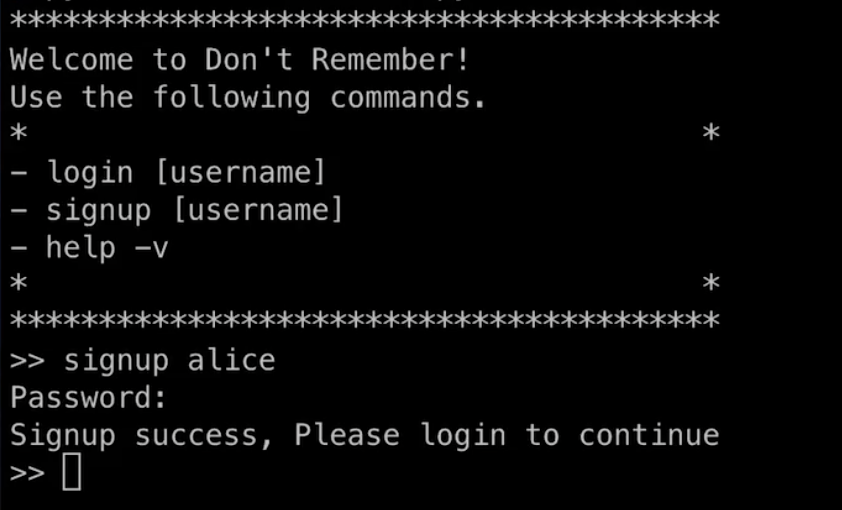 ****************************************
Welcome to Don't Remember!
Use the following commands.
*                                      *
- login [username]
- signup [username]
- help -v
*                                      *
****************************************
>> signup alice
Password:
Signup success, Please login to continue
>>